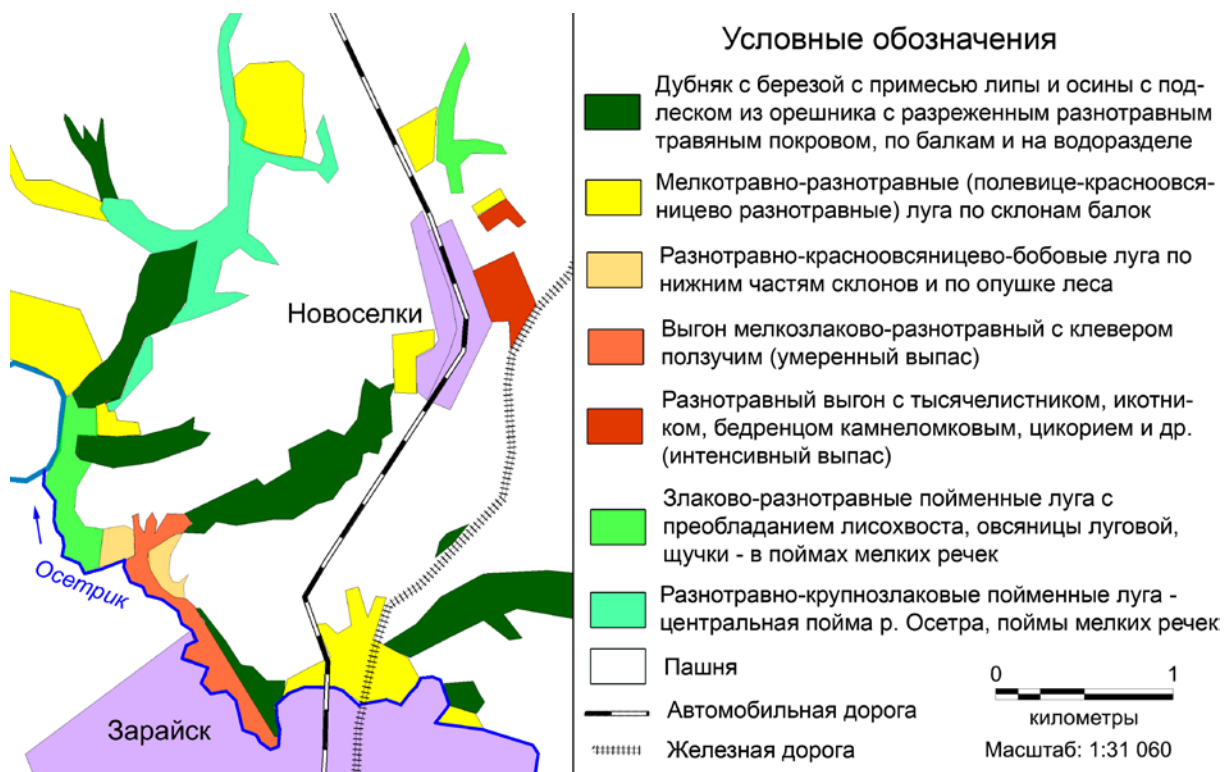 Новоселки
Осетрик
Зарайск
Условные обозначения
Дубняк с березой с примесью липы и осины с под-
леском из орешника с разреженным разнотравным
травяным покровом, по балкам и на водоразделе
Мелкотравно-разнотравные (полевице-красноовся-
яницево разнотравные) луга по склонам балок
Разнотравно-красноовсяницево-бобовые луга по
нижним частям склонов и по опушке леса
Выгон мелкозлаково-разнотравный с клевером
ползучим (умеренный выпас)
Разнотравный выгон с тысячелистником, икотни-
ком, бедренцом камнеломковым, цикорием и др.
(интенсивный выпас)
Злаково-разнотравные пойменные луга с
преобладанием лисохвоста, овсяницы луговой,
щучки - в поймах мелких речек
Разнотравно-крупнозлаковые пойменные луга -
центральная пойма р. Осетра, поймы мелких речек
Пашня
Автомобильная дорога
Железная дорога
0 1
километры
Масштаб: 1:31 060